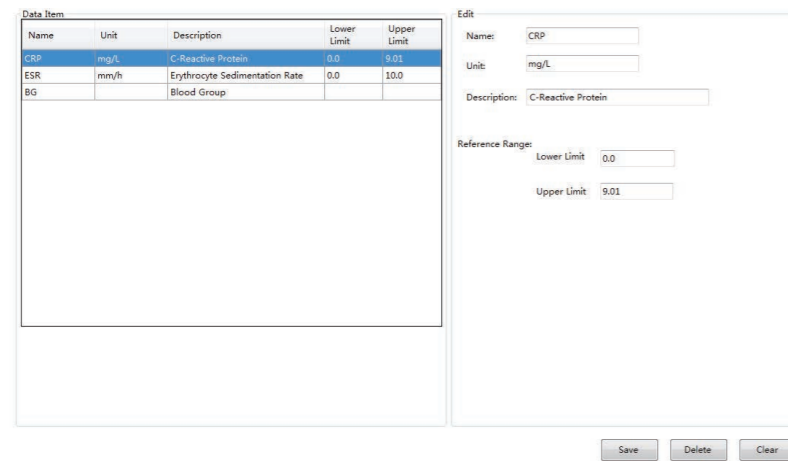 Data Item
Name Unit Description Lower Limit Upper Limit
CRP mg/L C-Reactive Protein 0.0 9.01
ESR mm/h Erythrocyte Sedimentation Rate 0.0 10.0
BG Blood Group
Edit
Name: CRP
Unit: mg/L
Description: C-Reactive Protein
Reference Range:
Lower Limit 0.0
Upper Limit 9.01
Save Delete Clear